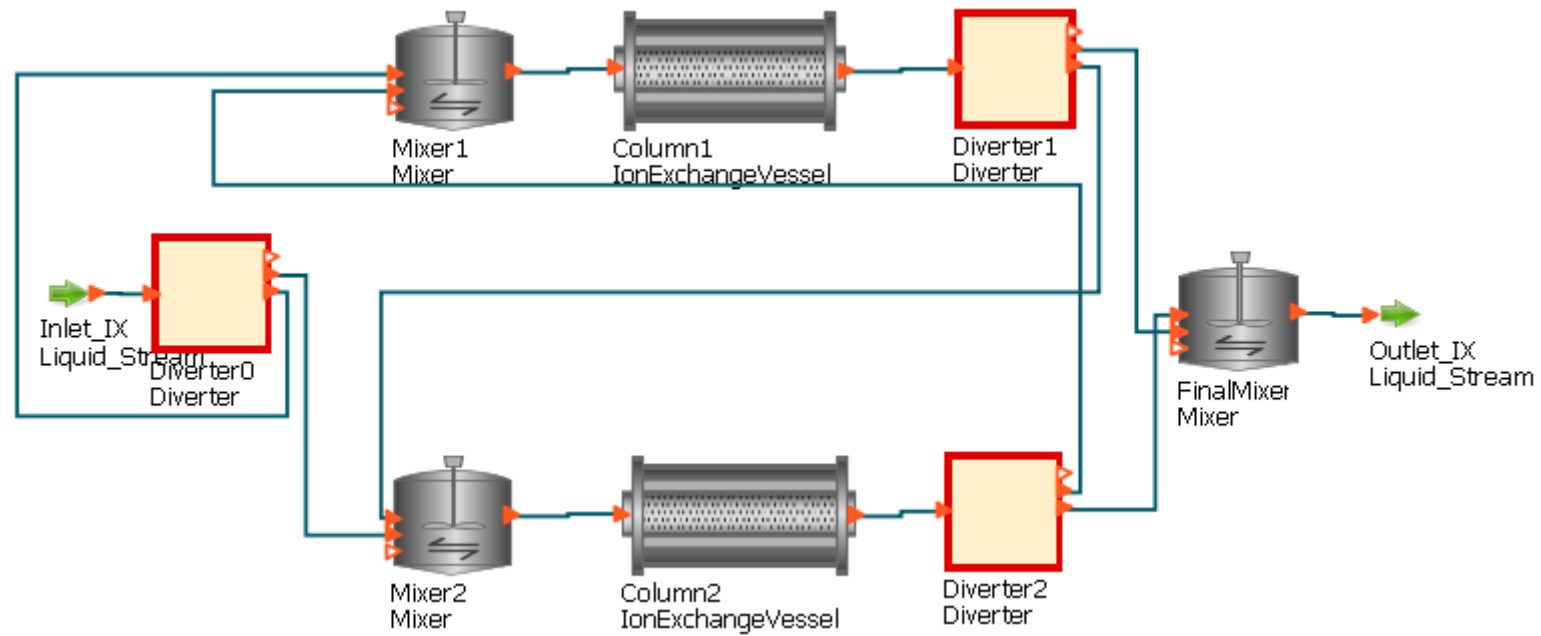 Mixer1
Mixer
Column1
IonExchangeVessel
Diverter1
Diverter
Inlet_IX
Liquid_Stream
Diverter0
Diverter
FinalMixer
Mixer
Outlet_IX
Liquid_Stream
Mixer2
Mixer
Column2
IonExchangeVessel
Diverter2
Diverter